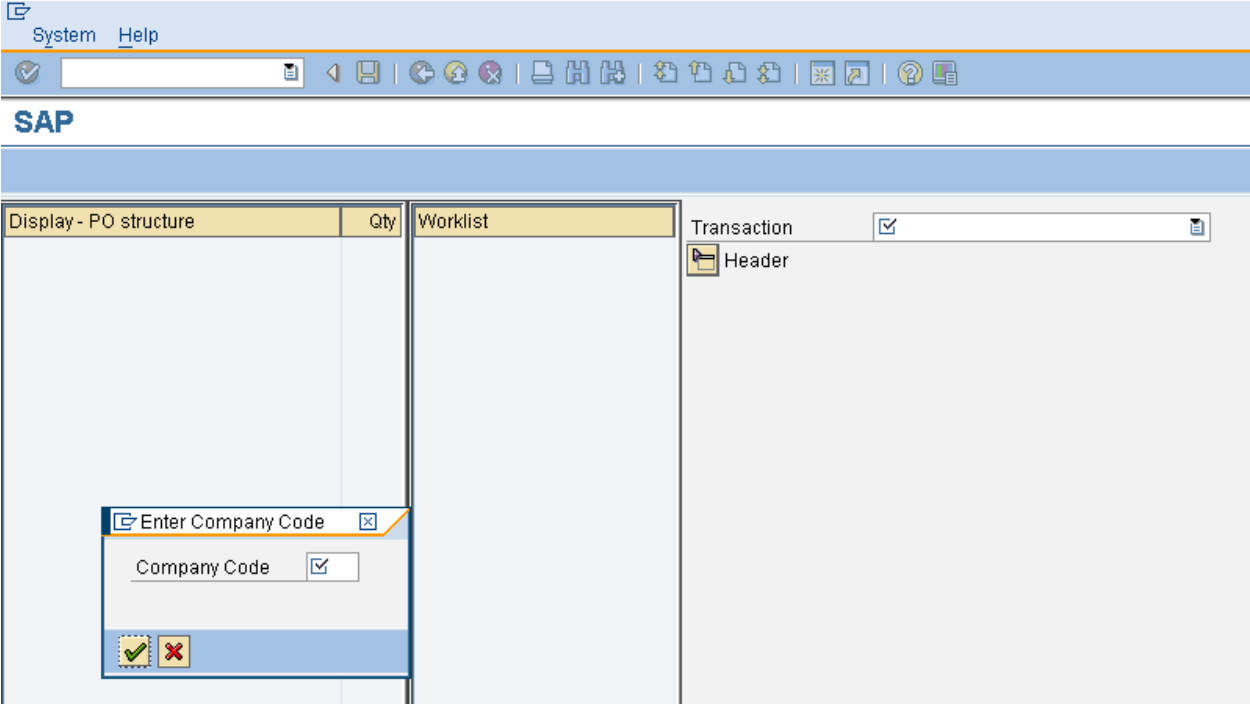 System Help
SAP
Display - PO structure Qty Worklist
Transaction
Header
Enter Company Code
Company Code